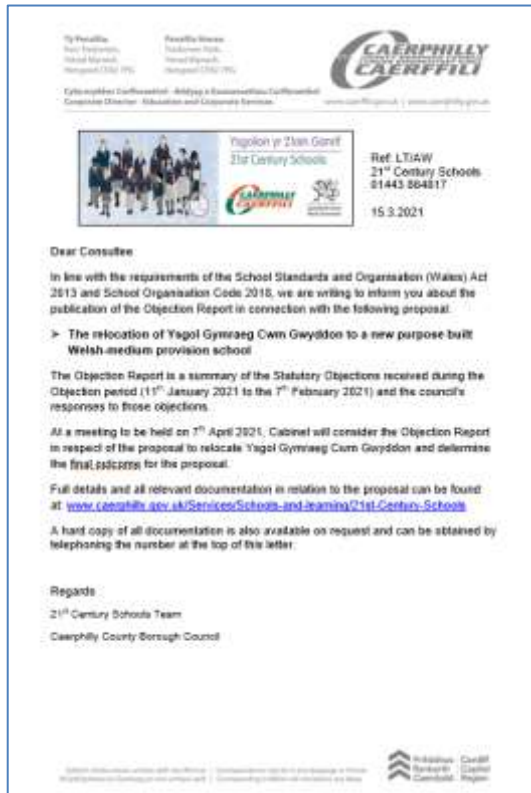 Tŷ Penallta
Penallta House
CAERPHILLY
CAERFFILI
Ysgolion yr 21ain Ganrif
21st Century Schools
CAERPHILLY
CAERFFILI
Ref: LT/AW
21st Century Schools
01443 864817
15.3.2021
Dear Consultee
In line with the requirements of the School Standards and Organisation (Wales) Act
2013 and School Organisation Code 2018, we are writing to inform you about the
publication of the Objection Report in connection with the following proposal:
➢ The relocation of Ysgol Gymraeg Cwm Gwyddon to a new purpose built
Welsh-medium provision school
The Objection Report is a summary of the Statutory Objections received during the
Objection period (11th January 2021 to the 7th February 2021) and the council's
responses to those objections.
At a meeting to be held on 7th April 2021, Cabinet will consider the Objection Report
in respect of the proposal to relocate Ysgol Gymraeg Cwm Gwyddon and determine
the final outcome for the proposal.
Full details and all relevant documentation in relation to the proposal can be found
at: www.caerphilly.gov.uk/Services/Schools-and-learning/21st-Century-Schools
A hard copy of all documentation is also available on request and can be obtained by
telephoning the number at the top of this letter.
Regards
21st Century Schools Team
Caerphilly County Borough Council